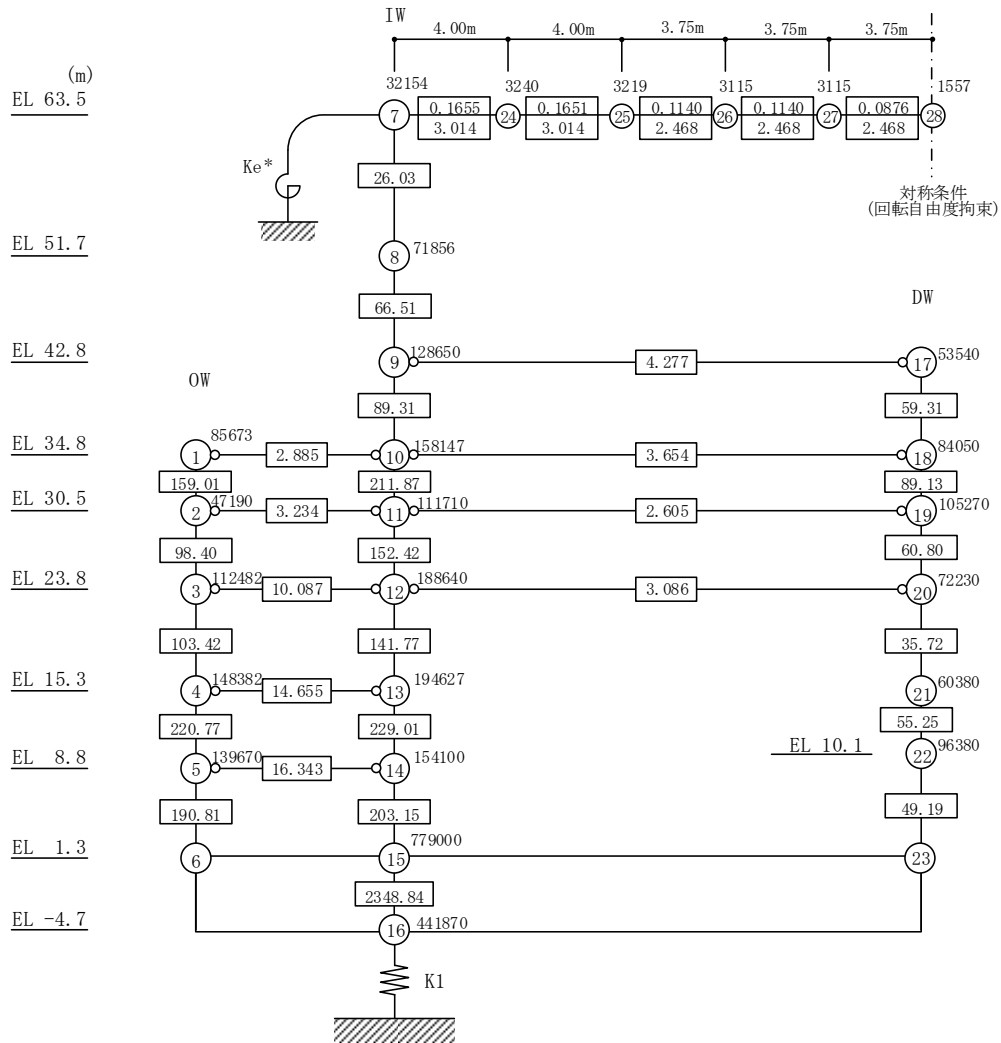 IW
4.00m 4.00m 3.75m 3.75m 3.75m
(m)
32154 3240 3219 3115 3115 1557
EL 63.5
7 0.1655 24 0.1651 25 0.1140 26 0.1140 27 0.0876 28
3.014 3.014 2.468 2.468 2.468
Ke*
26.03
対称条件
(回転自由度拘束)
EL 51.7
8 71856
66.51
DW
EL 42.8
9 128650 4.277 17 53540
OW
89.31 59.31
EL 34.8
1 85673 2.885 10 158147 3.654 18 84050
159.01 211.87 89.13
EL 30.5
2 47190 3.234 11 111710 2.605 19 105270
98.40 152.42 60.80
EL 23.8
3 112482 10.087 12 188640 3.086 20 72230
103.42 141.77 35.72
EL 15.3
4 148382 14.655 13 194627 21 60380
220.77 229.01 55.25
EL 8.8
5 139670 16.343 14 154100
EL 10.1
22 96380
190.81 203.15 49.19
EL 1.3
6 15 779000 23
2348.84
EL -4.7
16 441870
K1